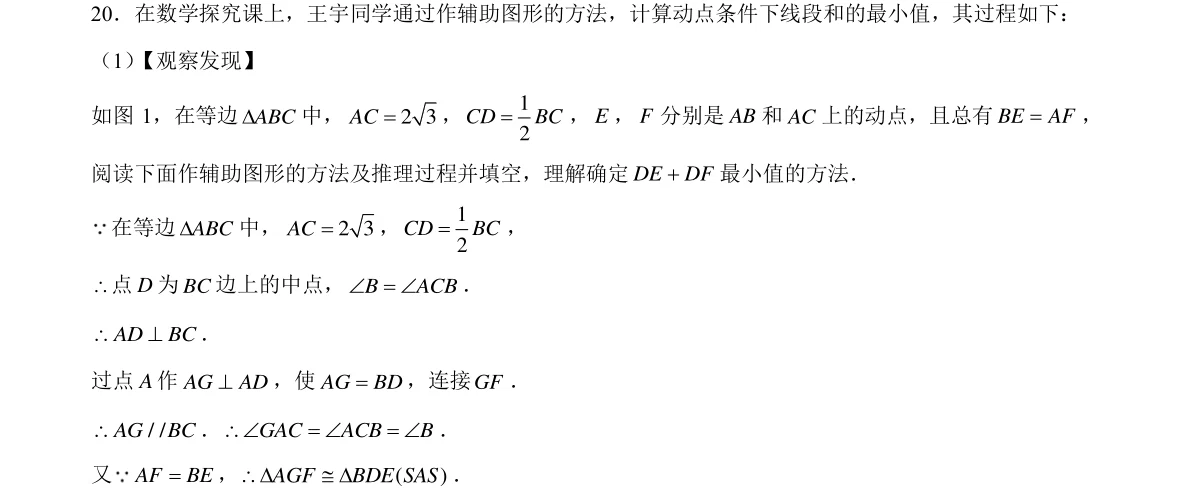 20．在数学探究课上，王宇同学通过作辅助图形的方法，计算动点条件下线段和的最小值，其过程如下：
（1）【观察发现】
如图 1，在等边 ΔABC 中， AC = 2√3 ， CD = 1/2 BC ， E ， F 分别是 AB 和 AC 上的动点，且总有 BE = AF ，
阅读下面作辅助图形的方法及推理过程并填空，理解确定 DE + DF 最小值的方法．
∵在等边 ΔABC 中， AC = 2√3 ， CD = 1/2 BC ，
∴点 D 为 BC 边上的中点， ∠B = ∠ACB ．
∴ AD ⊥ BC ．
过点 A 作 AG ⊥ AD ，使 AG = BD ，连接 GF ．
∴ AG / /BC ．∴∠GAC = ∠ACB = ∠B ．
又∵ AF = BE ，∴ΔAGF ≅ ΔBDE(SAS) ．